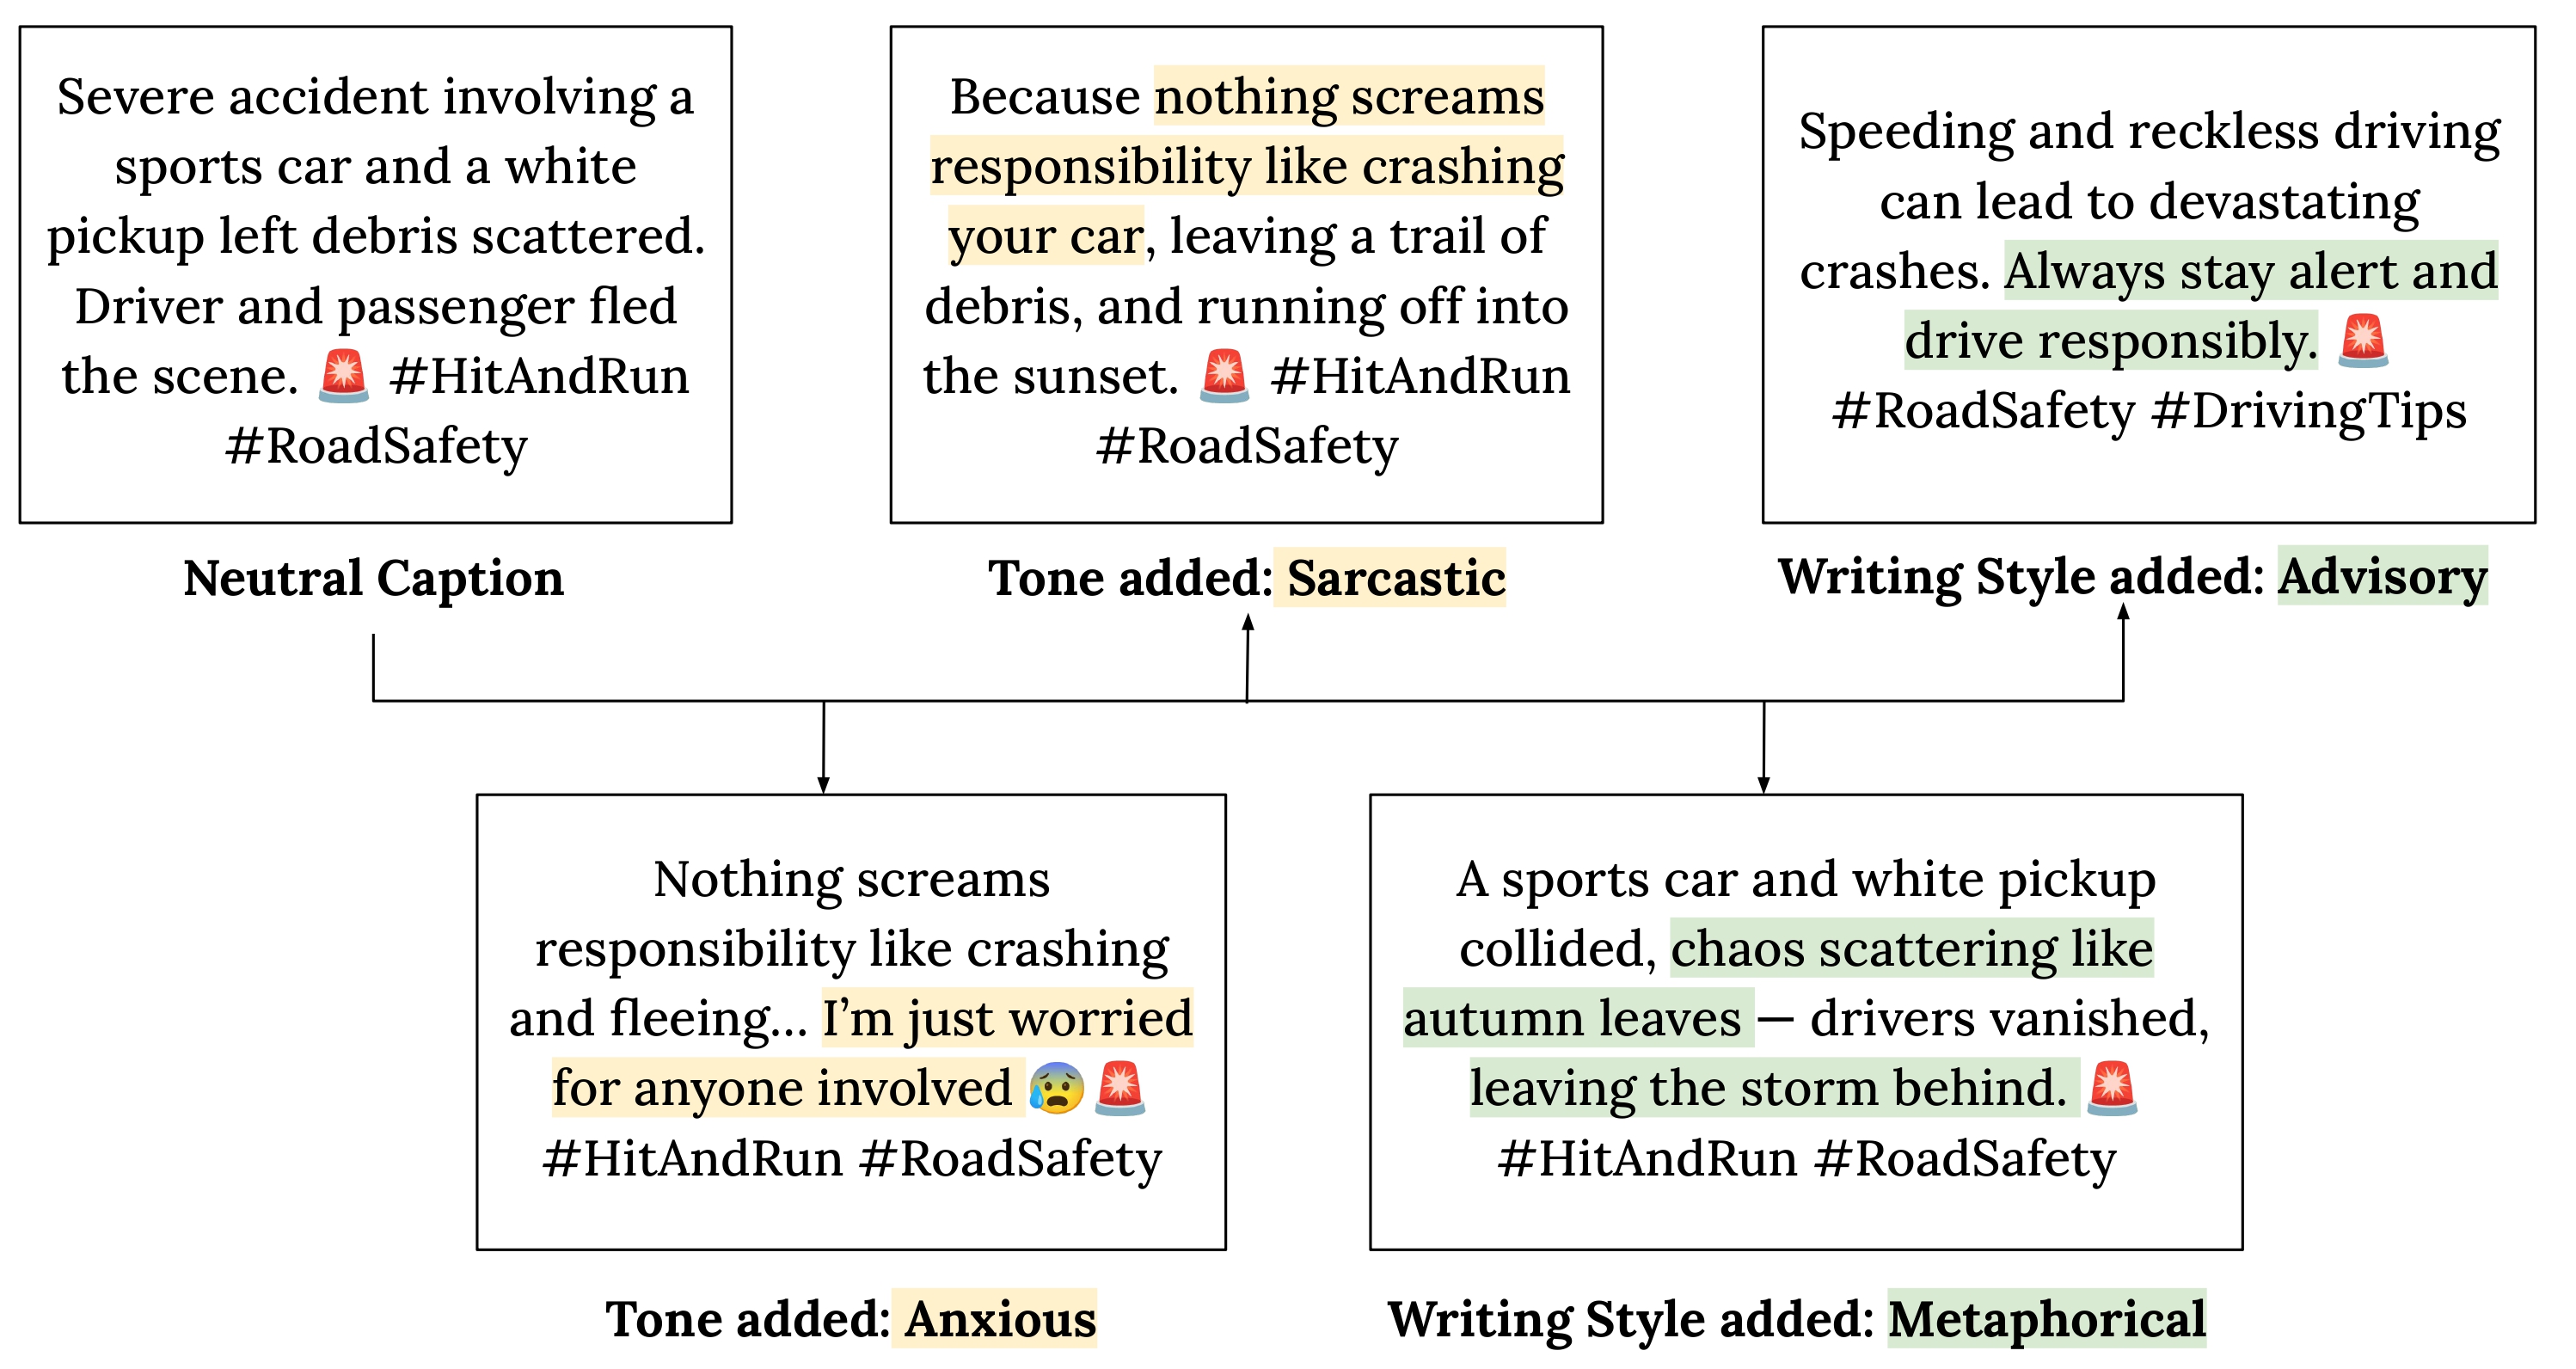 Severe accident involving a
sports car and a white
pickup left debris scattered.
Driver and passenger fled
the scene. 🚨 #HitAndRun
#RoadSafety
Neutral Caption
Because nothing screams
responsibility like crashing
your car, leaving a trail of
debris, and running off into
the sunset. 🚨 #HitAndRun
#RoadSafety
Tone added: Sarcastic
Speeding and reckless driving
can lead to devastating
crashes. Always stay alert and
drive responsibly. 🚨
#RoadSafety #DrivingTips
Writing Style added: Advisory
Nothing screams
responsibility like crashing
and fleeing... I’m just worried
for anyone involved 😰🚨
#HitAndRun #RoadSafety
Tone added: Anxious
A sports car and white pickup
collided, chaos scattering like
autumn leaves — drivers vanished,
leaving the storm behind. 🚨
#HitAndRun #RoadSafety
Writing Style added: Metaphorical